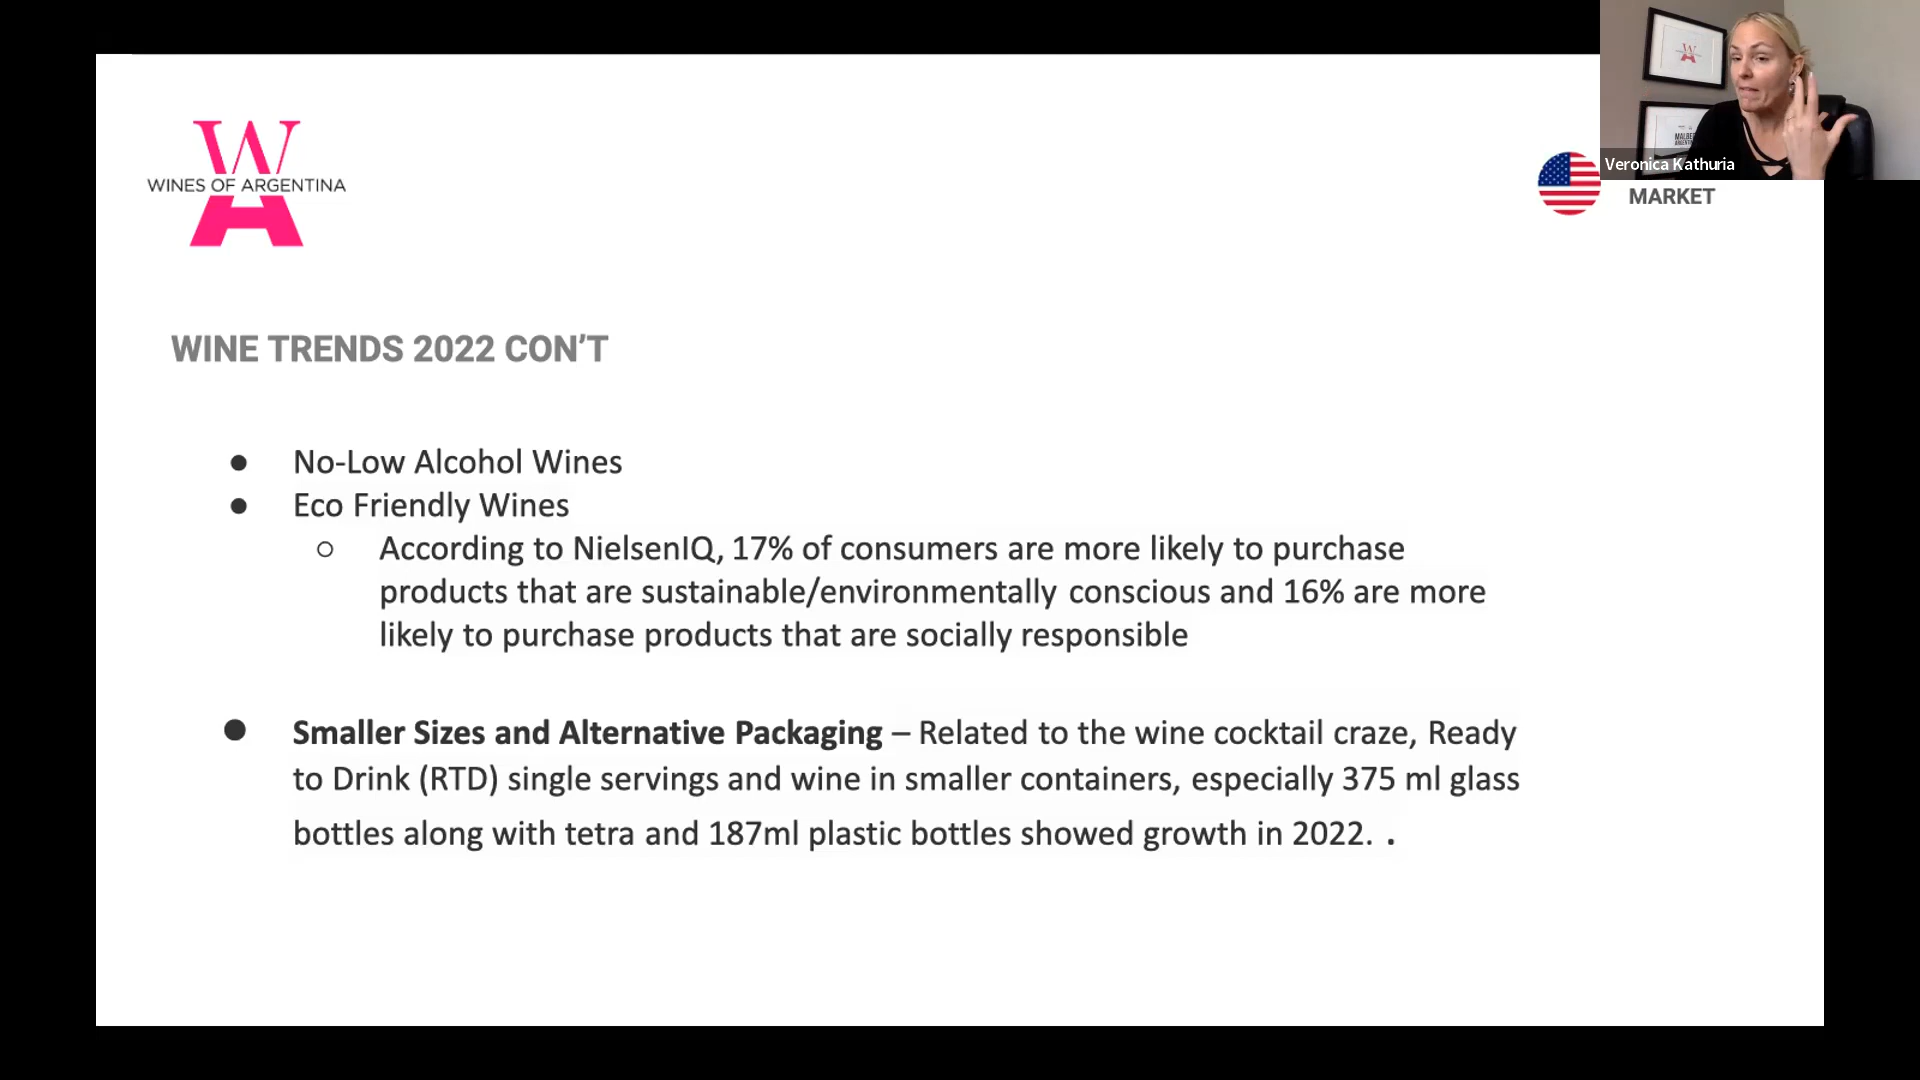 W
WINES OF ARGENTINA
A
Veronica Kathuria
MARKET
WINE TRENDS 2022 CON’T
● No-Low Alcohol Wines
● Eco Friendly Wines
○ According to NielsenIQ, 17% of consumers are more likely to purchase
products that are sustainable/environmentally conscious and 16% are more
likely to purchase products that are socially responsible
● Smaller Sizes and Alternative Packaging – Related to the wine cocktail craze, Ready
to Drink (RTD) single servings and wine in smaller containers, especially 375 ml glass
bottles along with tetra and 187ml plastic bottles showed growth in 2022. .